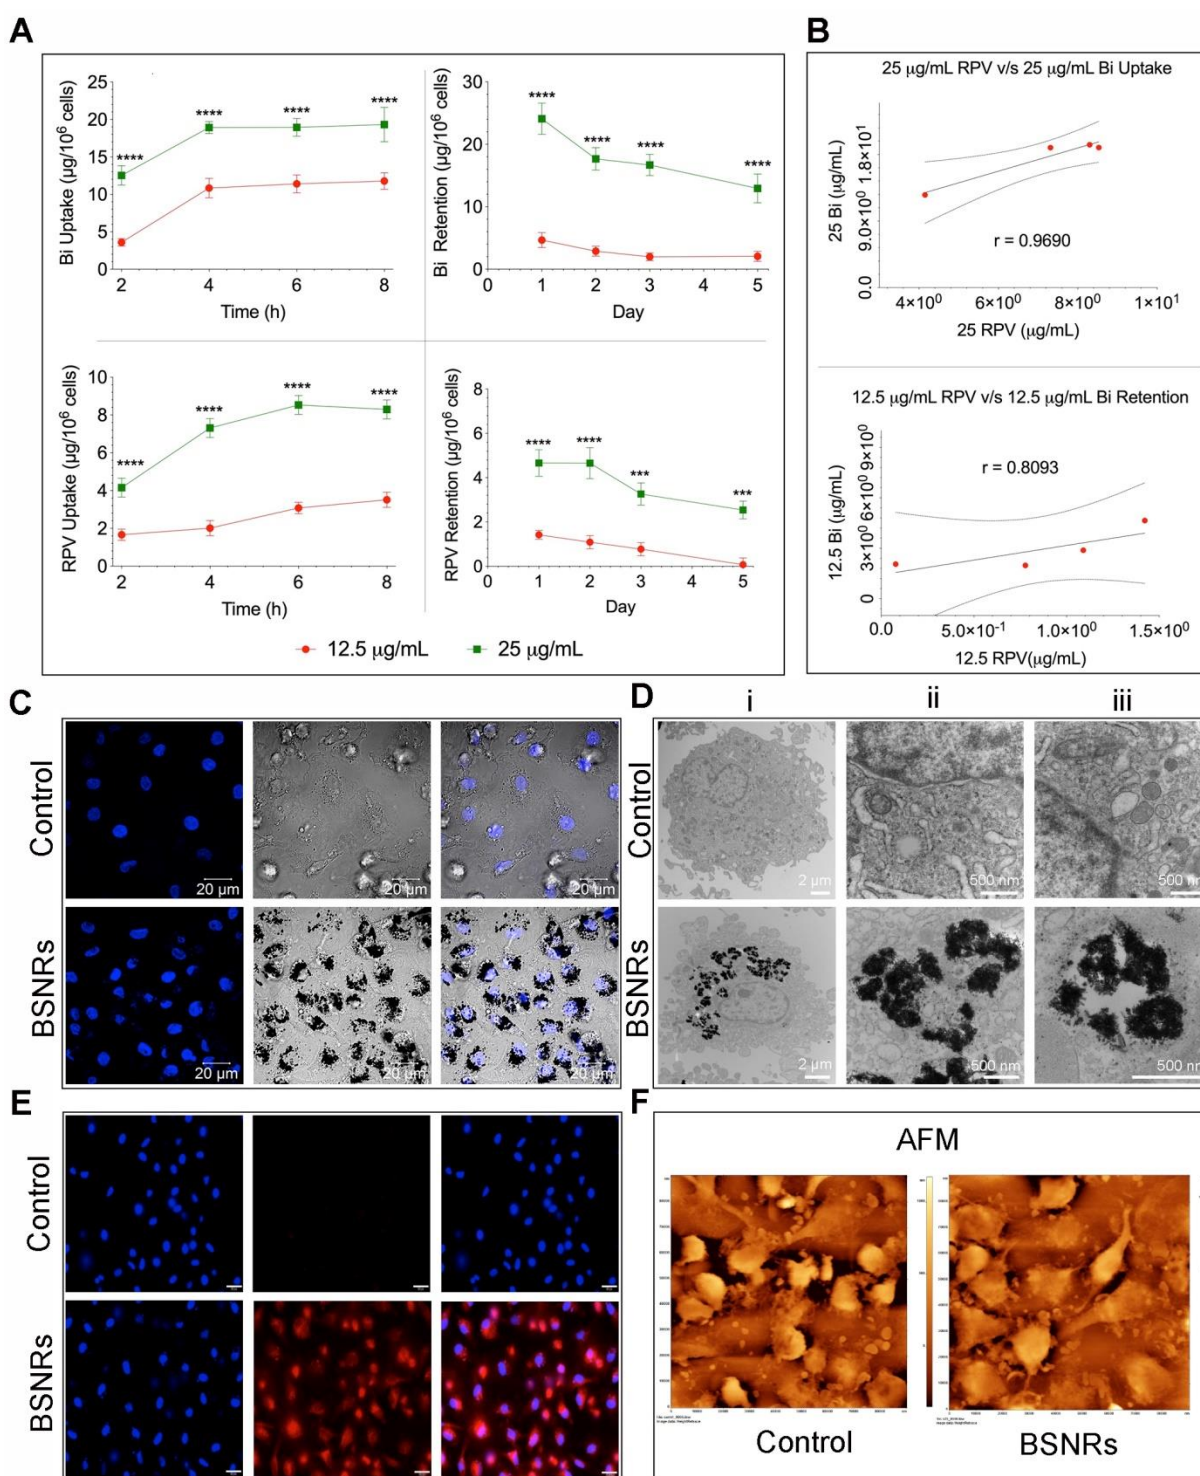 A
B
Bi Uptake (µg/10⁶ cells)
25
20
15
10
5
0
****
****
****
****
2
4
6
8
Time (h)
Bi Retention (µg/10⁶ cells)
30
20
10
0
****
****
****
****
0
1
2
3
4
5
Day
RPV Uptake (µg/10⁶ cells)
10
8
6
4
2
0
****
****
****
****
2
4
6
8
Time (h)
RPV Retention (µg/10⁶ cells)
8
6
4
2
0
****
****
***
***
0
1
2
3
4
5
Day
12.5 µg/mL
25 µg/mL
25 µg/mL RPV v/s 25 µg/mL Bi Uptake
25 Bi (µg/mL)
1.8×10¹
9.0×10⁰
0.0
r = 0.9690
4×10⁰
6×10⁰
8×10⁰
1×10¹
25 RPV (µg/mL)
12.5 µg/mL RPV v/s 12.5 µg/mL Bi Retention
12.5 Bi (µg/mL)
9×10⁰
6×10⁰
3×10⁰
0
r = 0.8093
0.0
5.0×10⁻¹
1.0×10⁰
1.5×10⁰
12.5 RPV(µg/mL)
C
Control
20 µm
20 µm
20 µm
BSNRs
20 µm
20 µm
20 µm
D
i
ii
iii
Control
2 µm
500 nm
500 nm
BSNRs
2 µm
500 nm
500 nm
E
Control
BSNRs
F
AFM
Control
BSNRs